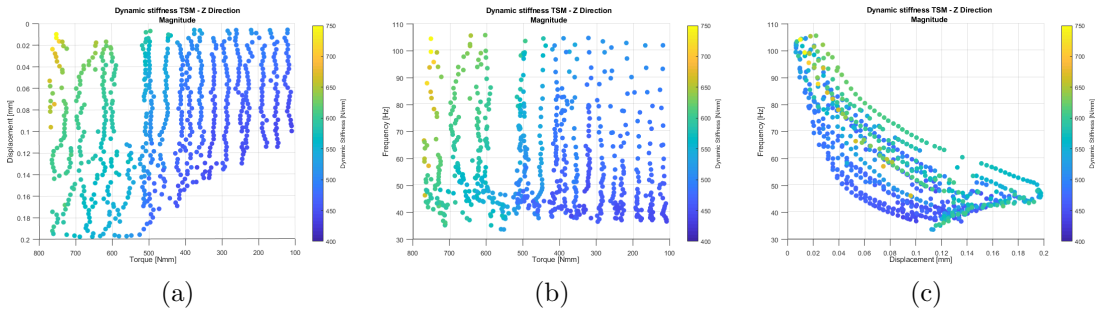 Dynamic stiffness TSM - Z Direction
Magnitude
0
0.02
0.04
0.06
0.08
0.1
0.12
0.14
0.16
0.18
0.2
Displacement [mm]
800 700 600 500 400 300 200 100
Torque [Nmm]
750
700
650
600
550
500
450
400
Dynamic Stiffness [N/mm]
(a)
Dynamic stiffness TSM - Z Direction
Magnitude
110
100
90
80
70
60
50
40
30
Frequency [Hz]
800 700 600 500 400 300 200 100
Torque [Nmm]
750
700
650
600
550
500
450
400
Dynamic Stiffness [N/mm]
(b)
Dynamic stiffness TSM - Z Direction
Magnitude
110
100
90
80
70
60
50
40
30
Frequency [Hz]
0 0.02 0.04 0.06 0.08 0.1 0.12 0.14 0.16 0.18 0.2
Displacement [mm]
750
700
650
600
550
500
450
400
Dynamic Stiffness [N/mm]
(c)